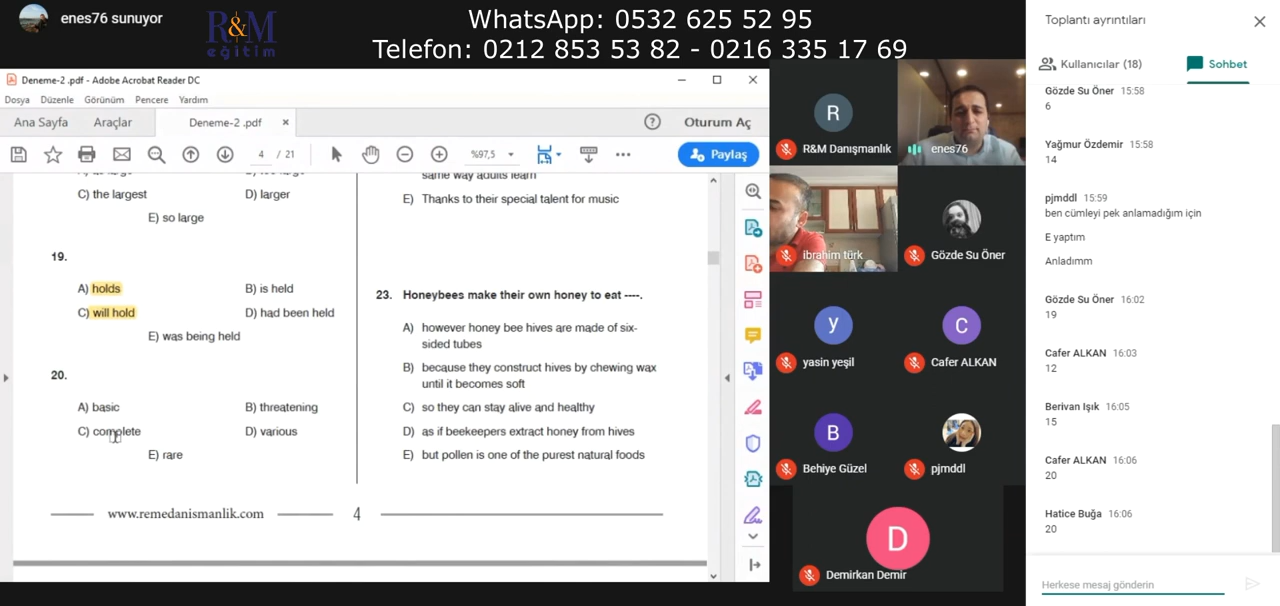 enes76 sunuyor
R&M
eğitim
WhatsApp: 0532 625 52 95
Telefon: 0212 853 53 82 - 0216 335 17 69
Deneme-2 .pdf - Adobe Acrobat Reader DC
Dosya Düzenle Görünüm Pencere Yardım
Ana Sayfa Araçlar Deneme-2 .pdf × Oturum Aç
4 / 21 %97,5 Paylaş
C) the largest D) larger
E) so large
19.
A) holds B) is held
C) will hold D) had been held
E) was being held
20.
A) basic B) threatening
C) complete D) various
E) rare
same way adults learn
E) Thanks to their special talent for music
23. Honeybees make their own honey to eat ----.
A) however honey bee hives are made of six-
sided tubes
B) because they construct hives by chewing wax
until it becomes soft
C) so they can stay alive and healthy
D) as if beekeepers extract honey from hives
E) but pollen is one of the purest natural foods
www.remedanismanlik.com 4
R
R&M Danışmanlık
enes76
ibrahim türk
Gözde Su Öner
y
yasin yeşil
C
Cafer ALKAN
B
Behiye Güzel
pjmddl
D
Demirkan Demir
Toplantı ayrıntıları
Kullanıcılar (18) Sohbet
Gözde Su Öner 15:58
6
Yağmur Özdemir 15:58
14
pjmddl 15:59
ben cümleyi pek anlamadığım için
E yaptım
Anladımm
Gözde Su Öner 16:02
19
Cafer ALKAN 16:03
12
Berivan Işık 16:05
15
Cafer ALKAN 16:06
20
Hatice Buğa 16:06
20
Herkese mesaj gönderin